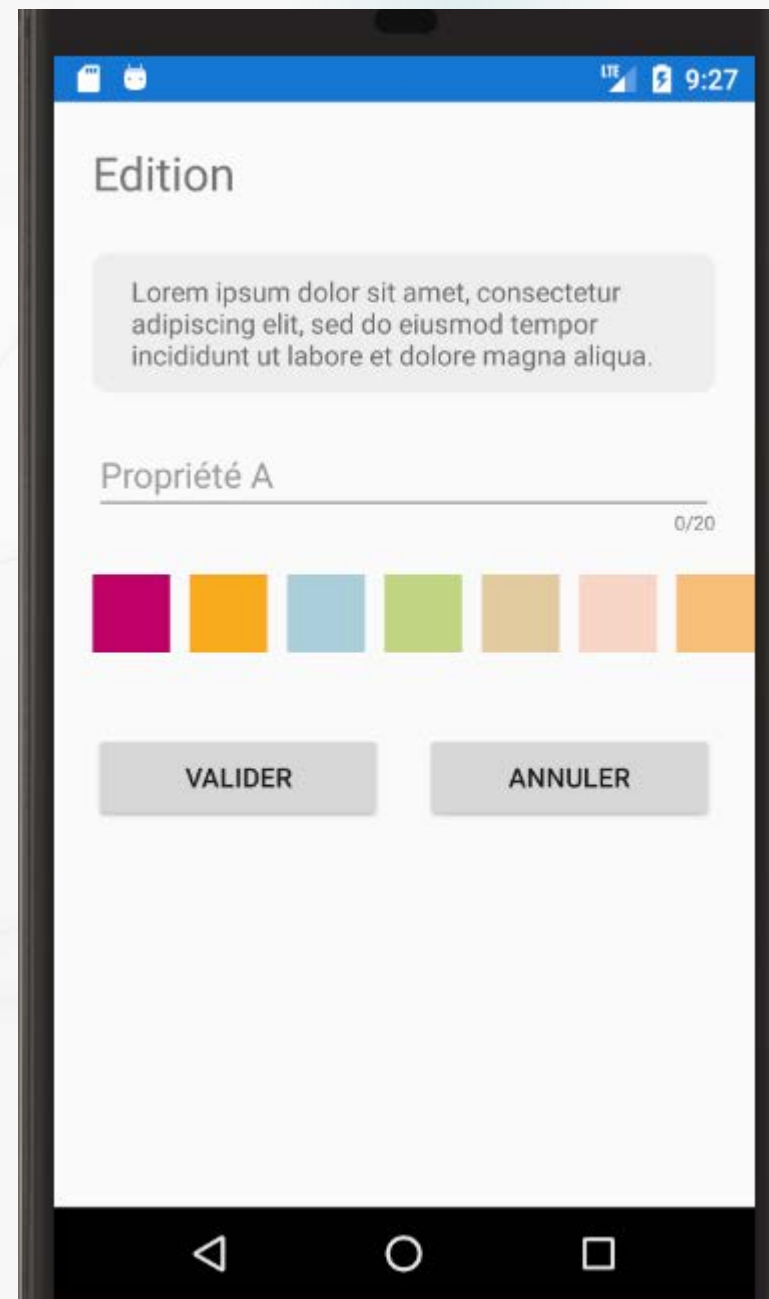 LTE 9:27
Edition
Lorem ipsum dolor sit amet, consectetur
adipiscing elit, sed do eiusmod tempor
incididunt ut labore et dolore magna aliqua.
Propriété A
0/20
VALIDER ANNULER